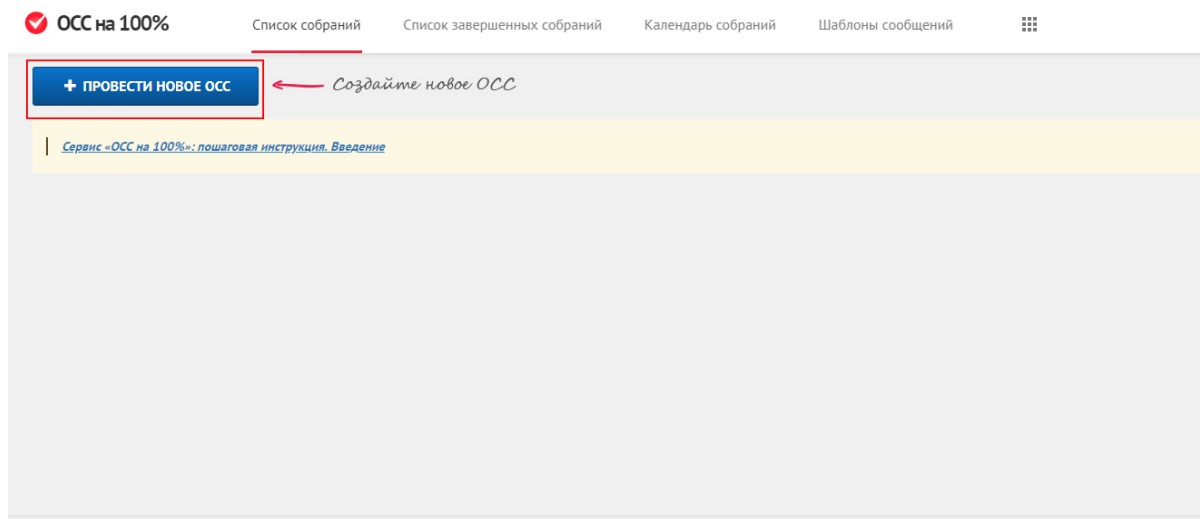 ОСС на 100%
Список собраний
Список завершенных собраний
Календарь собраний
Шаблоны сообщений
+ ПРОВЕСТИ НОВОЕ ОСС
Создайте новое ОСС
Сервис «ОСС на 100%»: пошаговая инструкция. Введение